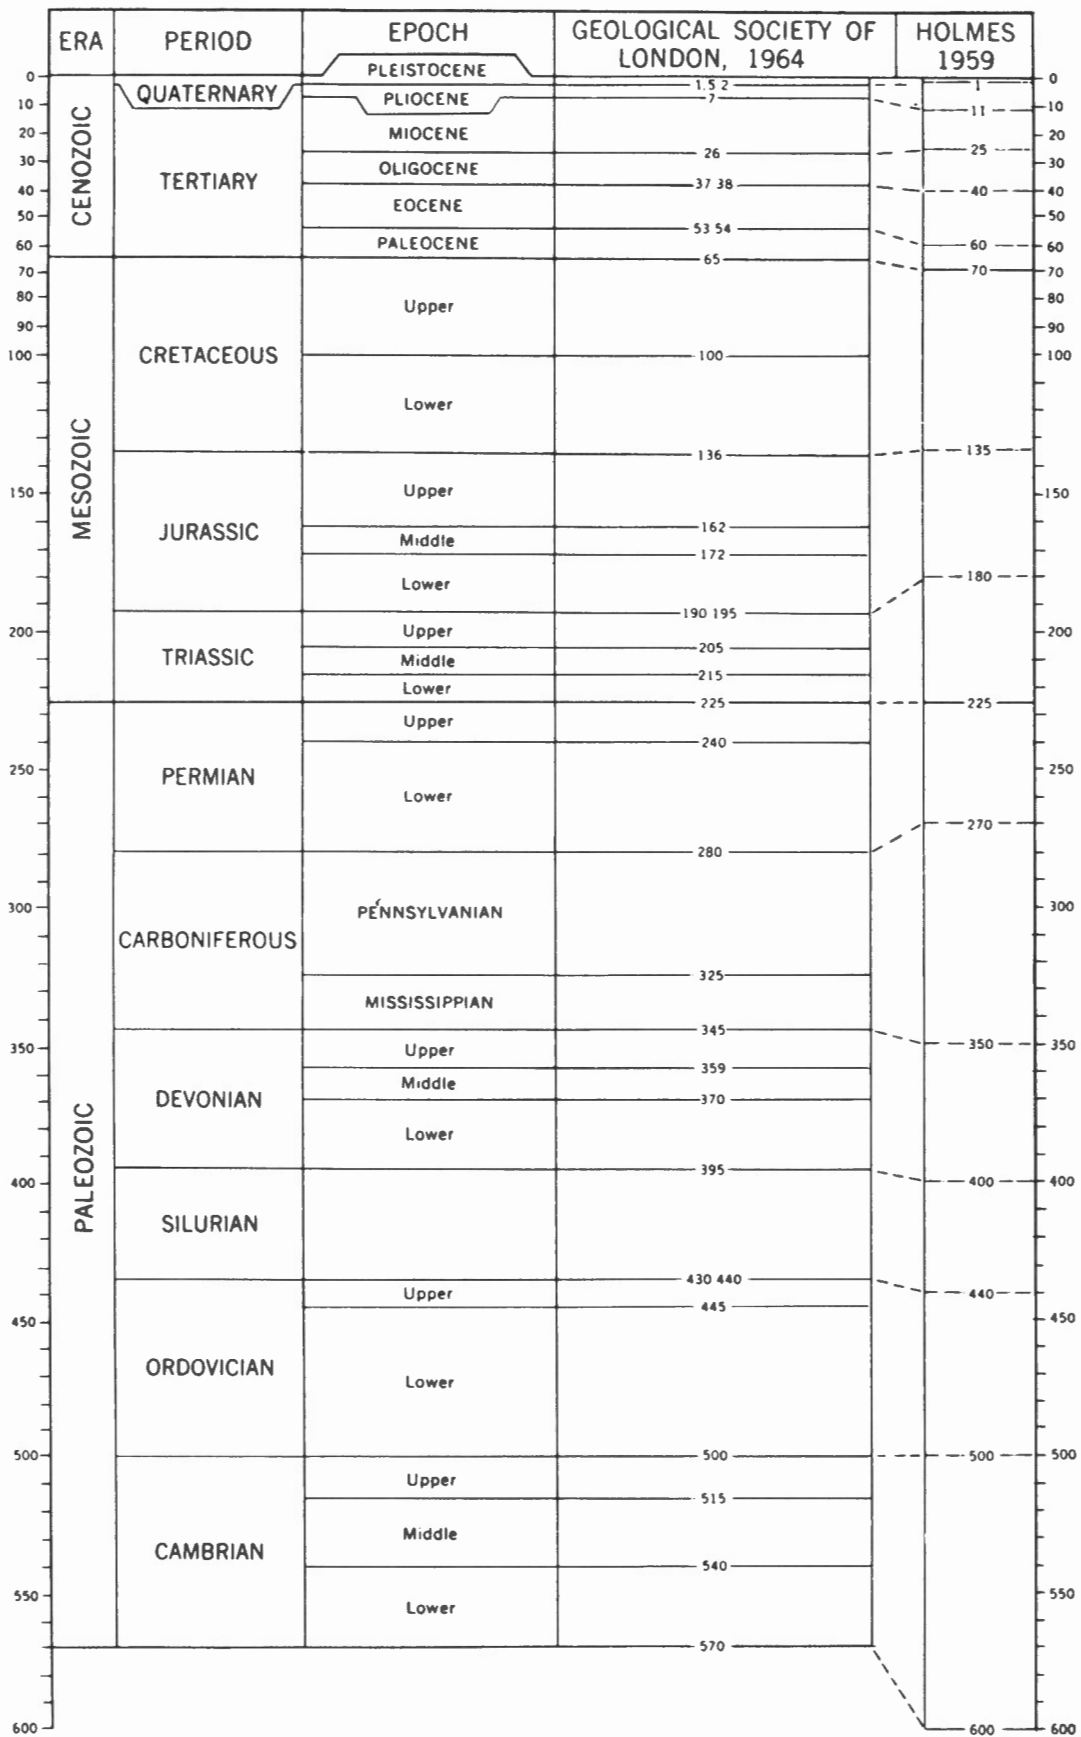 ERA PERIOD EPOCH GEOLOGICAL SOCIETY OF LONDON, 1964 HOLMES 1959
0 PLEISTOCENE 0
QUATERNARY 1.5 2 1
10 PLIOCENE 7 11 10
20 MIOCENE 20
26 25
30 OLIGOCENE 30
CENOZOIC TERTIARY
40 37 38 40 40
50 EOCENE 50
53 54
60 PALEOCENE 60 60
65
70 70 70
80 Upper 80
90 90
100 CRETACEOUS 100 100
Lower
MESOZOIC
136 135
150 Upper 150
JURASSIC 162
Middle
172
Lower 180
190 195
200 Upper 200
205
TRIASSIC Middle
215
Lower
225 225
Upper
240
250 PERMIAN 250
Lower
270
280
300 PENNSYLVANIAN 300
CARBONIFEROUS
325
MISSISSIPPIAN
345
350 Upper 350 350
359
Middle
DEVONIAN 370
Lower
PALEOZOIC
395
400 400 400
SILURIAN
430 440
Upper 440
445
450 450
ORDOVICIAN
Lower
500 500 500 500
Upper
515
Middle
CAMBRIAN
540
550 550
Lower
570
600 600 600